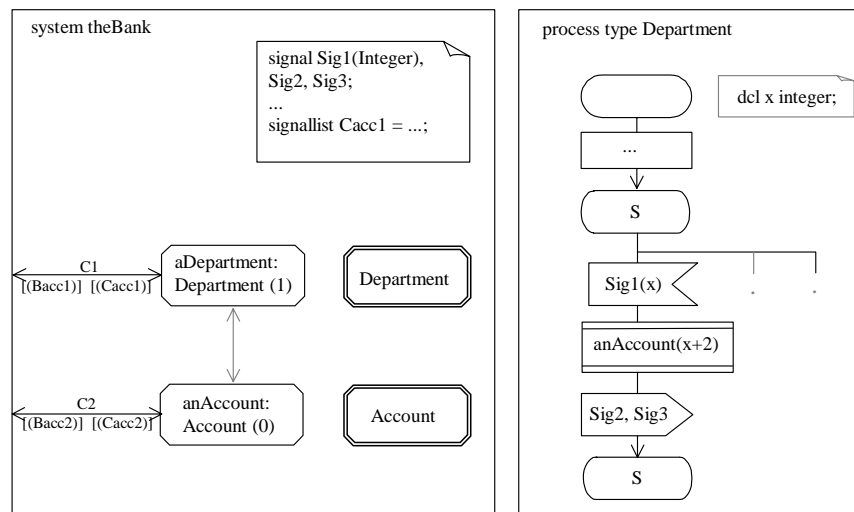 system theBank
signal Sig1(Integer),
Sig2, Sig3;
...
signallist Cacc1 = ...;
C1
[(Bacc1)] [(Cacc1)]
aDepartment:
Department (1)
Department
C2
[(Bacc2)] [(Cacc2)]
anAccount:
Account (0)
Account
process type Department
dcl x integer;
...
S
Sig1(x)
. .
anAccount(x+2)
Sig2, Sig3
S